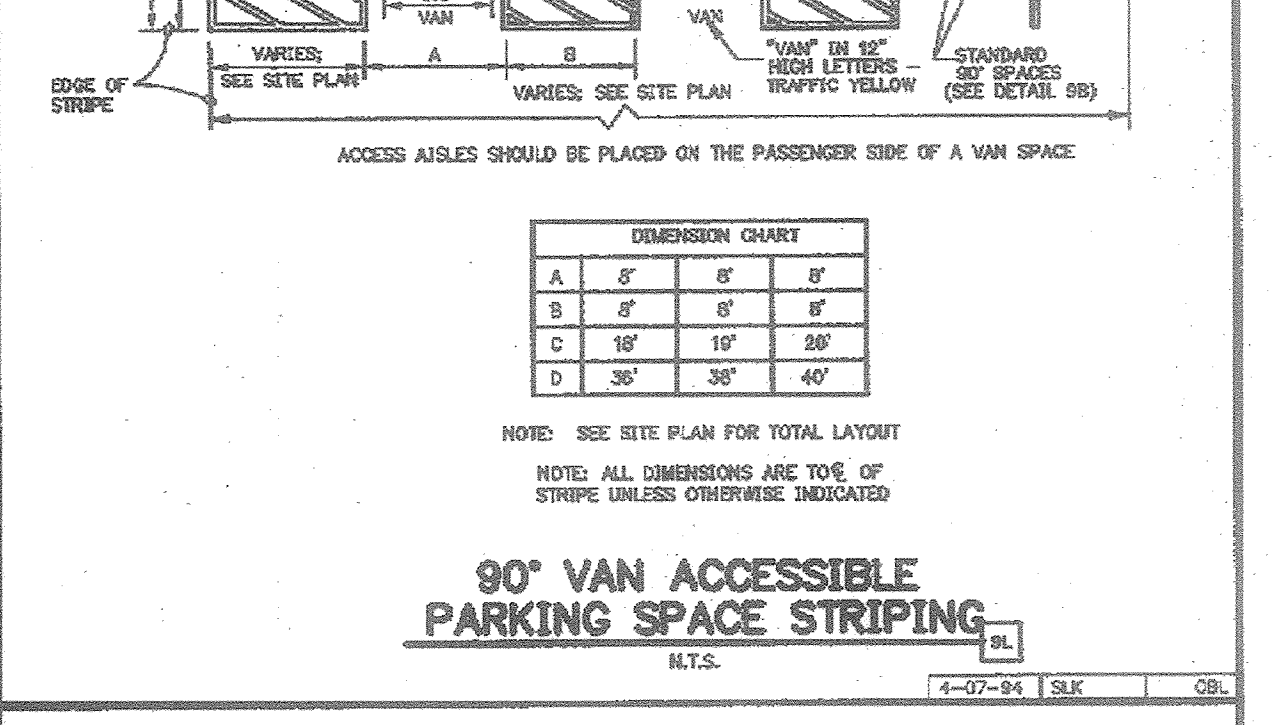 VAN
VAN
VARIES;
SEE SITE PLAN
A
B
VARIES; SEE SITE PLAN
"VAN" IN 12"
HIGH LETTERS –
TRAFFIC YELLOW
STANDARD
90° SPACES
(SEE DETAIL 9B)
EDGE OF
STRIPE
ACCESS AISLES SHOULD BE PLACED ON THE PASSENGER SIDE OF A VAN SPACE
DIMENSION CHART
A 8' 8' 8'
B 8' 8' 8'
C 18' 19' 20'
D 36' 38' 40'
NOTE: SEE SITE PLAN FOR TOTAL LAYOUT
NOTE: ALL DIMENSIONS ARE TO ℄ OF
STRIPE UNLESS OTHERWISE INDICATED
90° VAN ACCESSIBLE
PARKING SPACE STRIPING
9L
N.T.S.
4-07-94 SLK